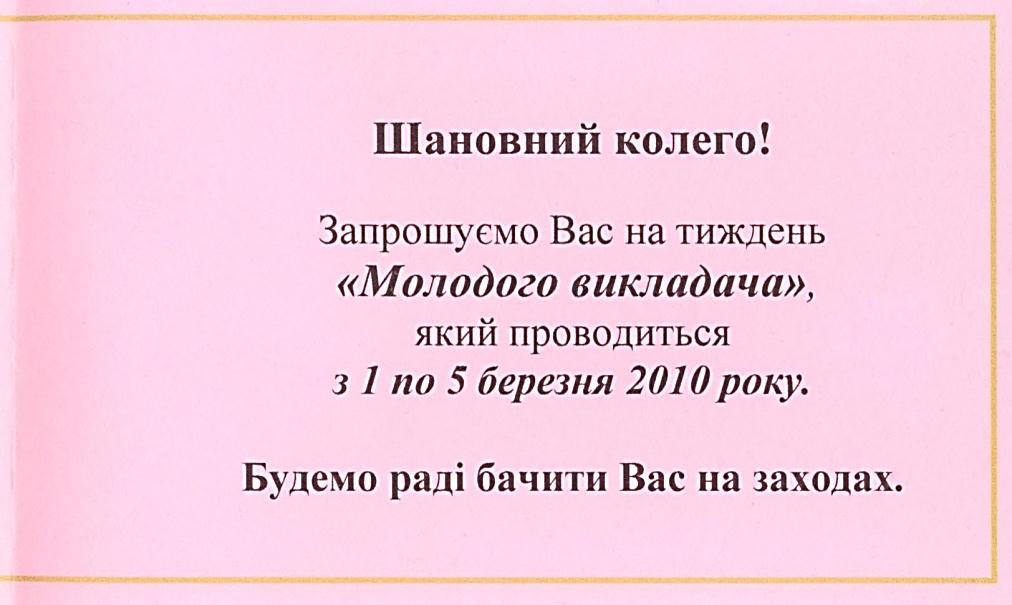 Шановний колего!
Запрошуємо Вас на тиждень
«Молодого викладача»,
який проводиться
з 1 по 5 березня 2010 року.
Будемо раді бачити Вас на заходах.